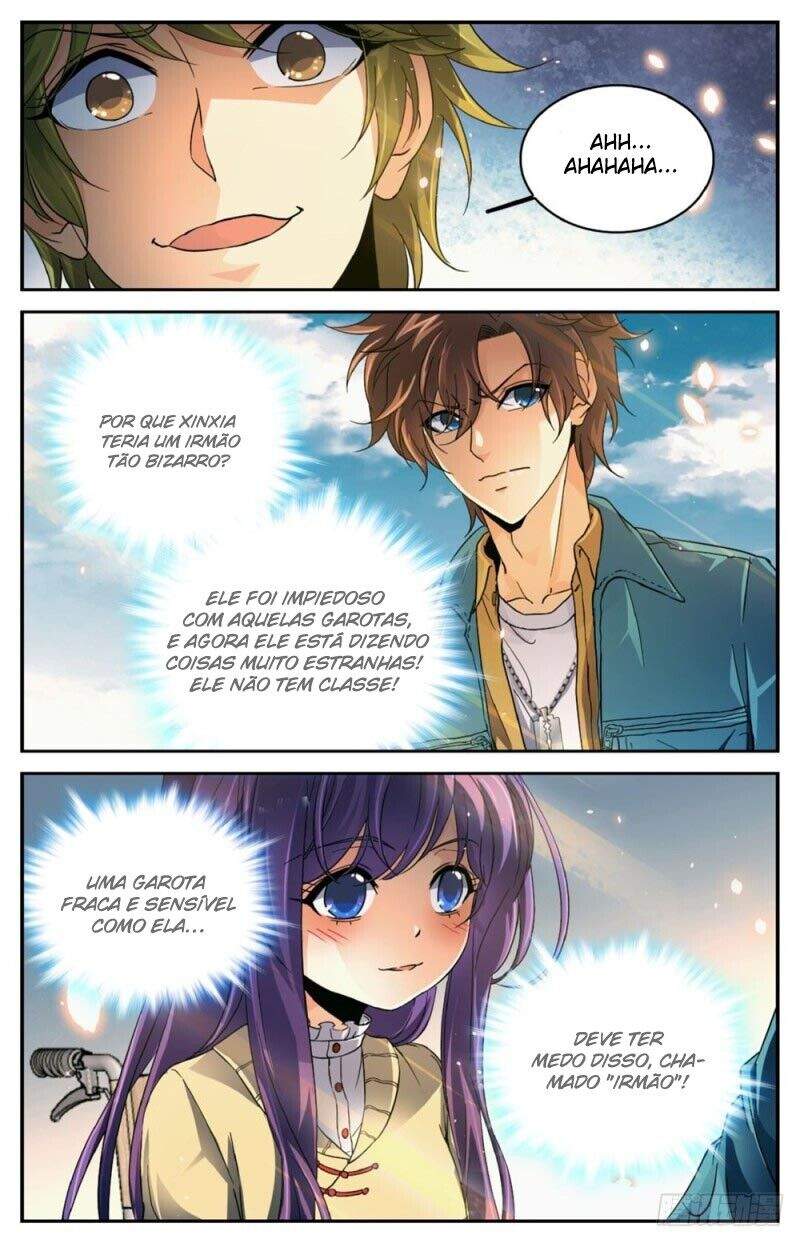 AHH...
AHAHAHA...
POR QUE XINXIA
TERIA UM IRMÃO
TÃO BIZARRO?
ELE FOI IMPIEDOSO
COM AQUELAS GAROTAS,
E AGORA ELE ESTÁ DIZENDO
COISAS MUITO ESTRANHAS!
ELE NÃO TEM CLASSE!
UMA GAROTA
FRACA E SENSÍVEL
COMO ELA...
DEVE TER
MEDO DISSO, CHA-
MADO "IRMÃO"!